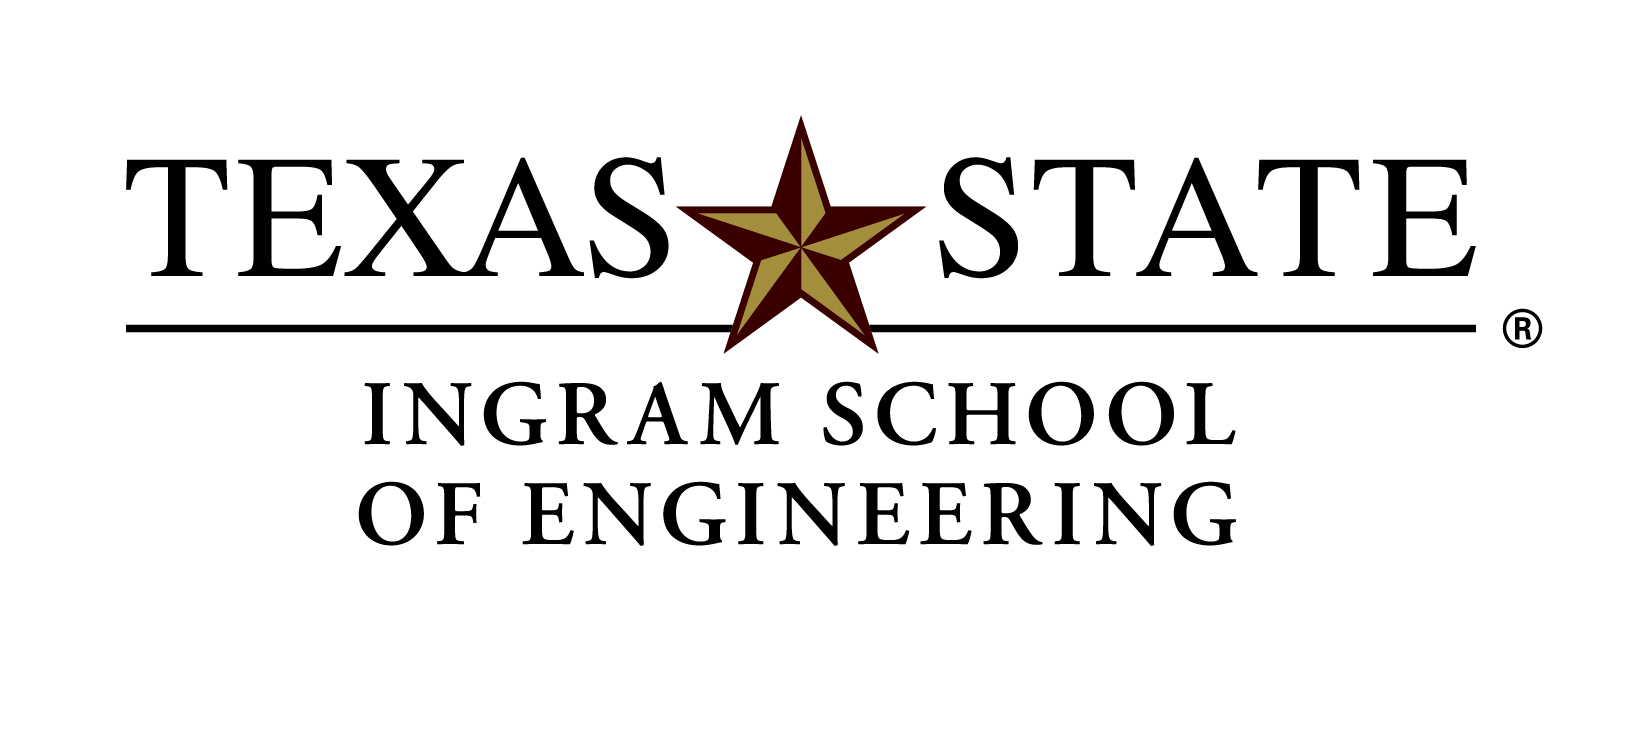 TEXAS STATE
®
INGRAM SCHOOL
OF ENGINEERING